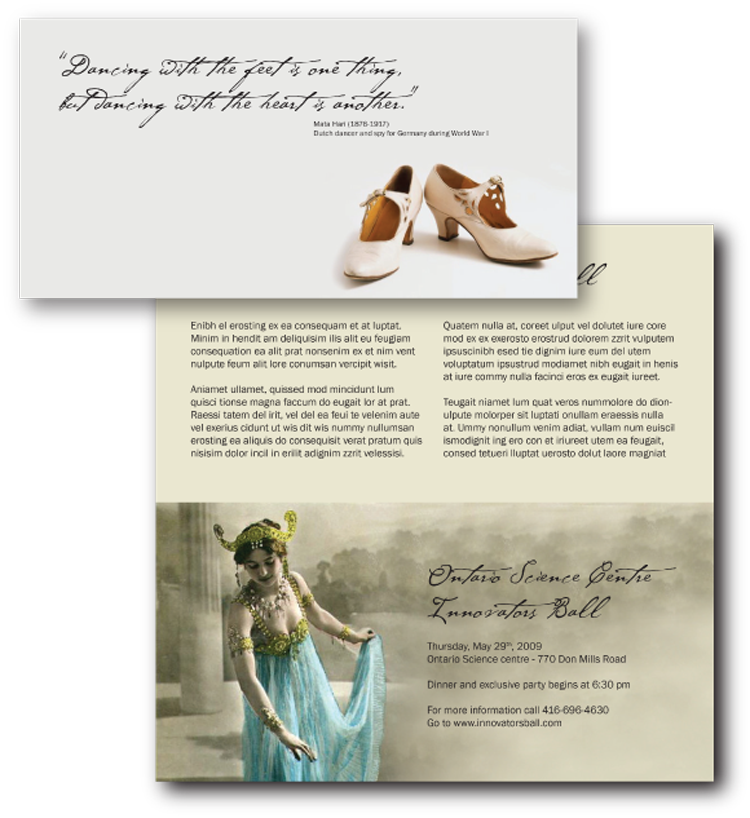 “Dancing with the feet is one thing,
but dancing with the heart is another.”
Mata Hari (1876-1917)
Dutch dancer and spy for Germany during World War I
Enibh el erosting ex ea consequam et at luptat.
Minim in hendit am deliquisim ilis alit eu feugiam
consequation ea alit prat nonsenim ex et nim vent
nulpute feum alit lore conumsan vercipit wisit.
Aniamet ullamet, quissed mod mincidunt lum
quisci tionse magna faccum do eugait lor at prat.
Raessi tatem del irit, vel del ea feui te velenim aute
vel exerius cidunt ut wis dit wis nummy nullumsan
erosting ea aliquis do consequisit verat pratum quis
nisisim dolor incil in erilit adignim zzrit velessisi.
Quatem nulla at, coreet ulput vel dolutet iure core
mod ex ex exerosto erostrud dolorem zzrit vulputem
ipsuscinibh esed tie dignim iure eum del utem
voluptatum ipsustrud modiamet nibh eugait in henis
at iure commy nulla facinci eros ex eugait iureet.
Teugait niamet lum quat veros nummolore do dion-
ulpute molorper sit luptati onullam eraessis nulla
at. Ummy nonullum venim adiat, vullam num euiscil
ismodignit ing ero con et iriureet utem ea feugait,
consed tetueri lluptat uerosto dolut laore magniat
Ontario Science Centre
Innovators Ball
Thursday, May 29th, 2009
Ontario Science centre - 770 Don Mills Road
Dinner and exclusive party begins at 6:30 pm
For more information call 416-696-4630
Go to www.innovatorsball.com